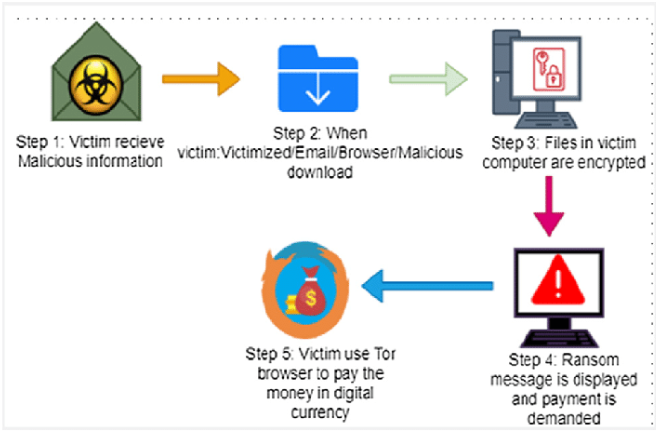 Step 1: Victim recieve
Malicious information
Step 2: When
victim:Victimized/Email/Browser/Malicious
download
Step 3: Files in victim
computer are encrypted
Step 4: Ransom
message is displayed
and payment is
demanded
$
Step 5: Victim use Tor
browser to pay the
money in digital
currency